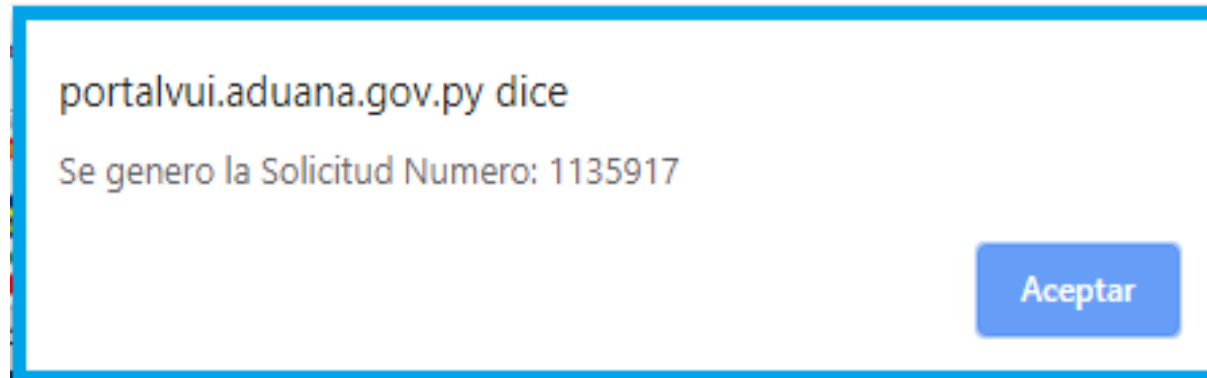 portalvui.aduana.gov.py dice
Se genero la Solicitud Numero: 1135917
Aceptar